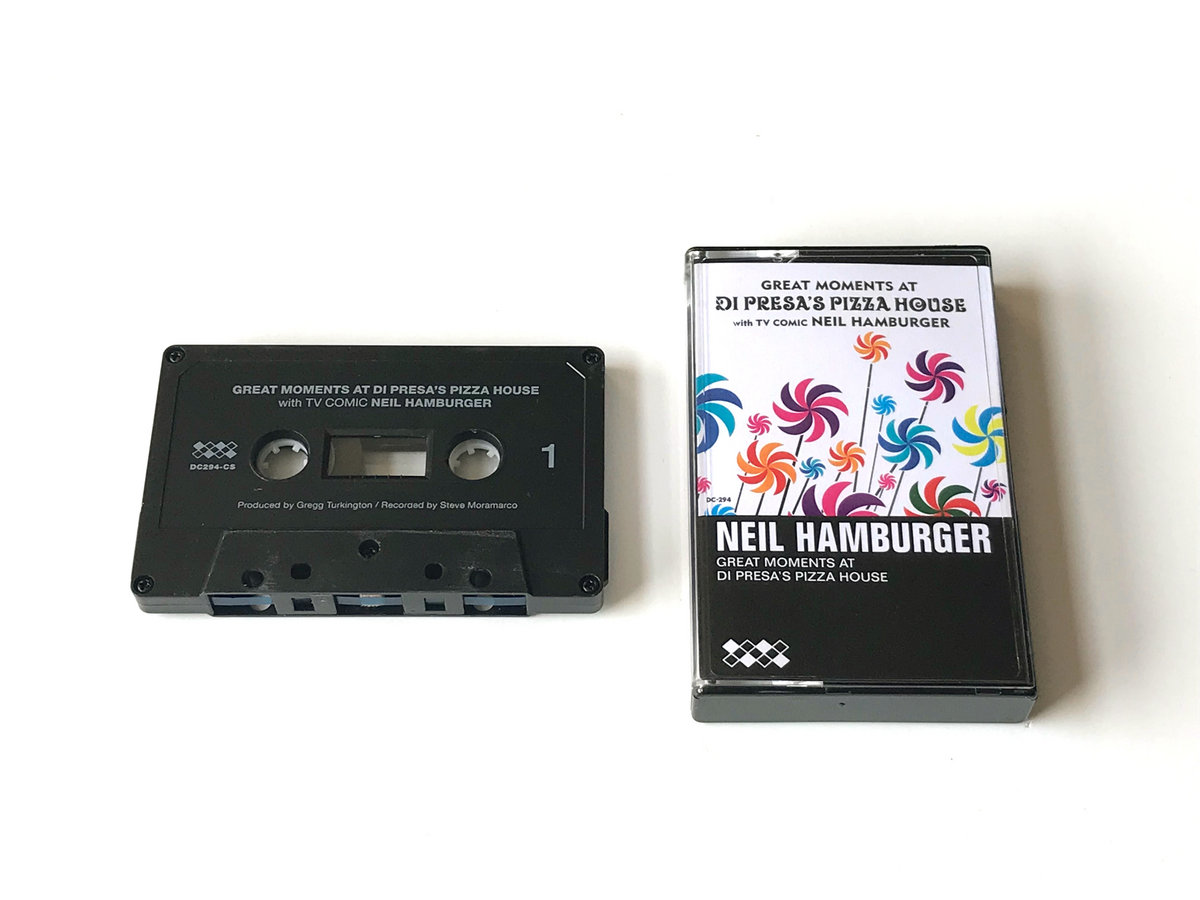 GREAT MOMENTS AT DI PRESA'S PIZZA HOUSE
with TV COMIC NEIL HAMBURGER
DC294-CS
1
Produced by Gregg Turkington / Recorded by Steve Moramarco
GREAT MOMENTS AT
DI PRESA'S PIZZA HOUSE
with TV COMIC NEIL HAMBURGER
DC-294
NEIL HAMBURGER
GREAT MOMENTS AT
DI PRESA'S PIZZA HOUSE